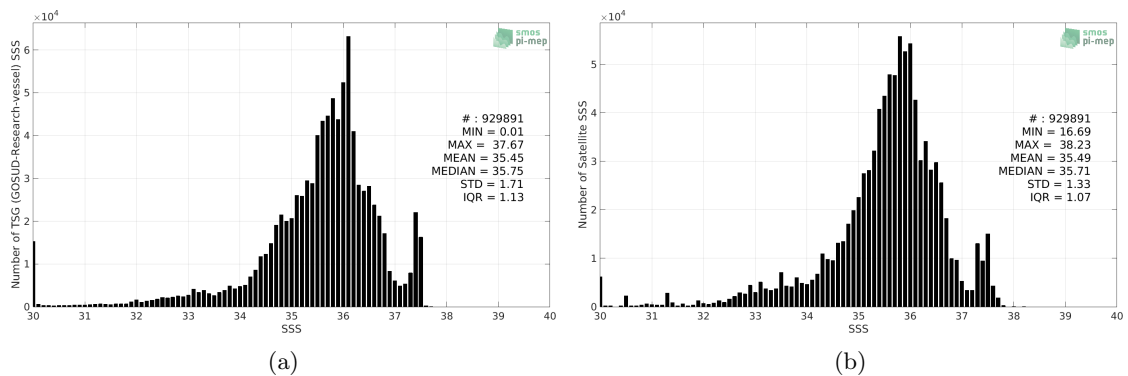 ×10⁴
6
5
4
3
2
1
0
Number of TSG (GOSUD-Research-vessel) SSS
smos
pi-mep
# : 929891
MIN = 0.01
MAX = 37.67
MEAN = 35.45
MEDIAN = 35.75
STD = 1.71
IQR = 1.13
30 31 32 33 34 35 36 37 38 39 40
SSS
(a)
×10⁴
5
4
3
2
1
0
Number of Satellite SSS
smos
pi-mep
# : 929891
MIN = 16.69
MAX = 38.23
MEAN = 35.49
MEDIAN = 35.71
STD = 1.33
IQR = 1.07
30 31 32 33 34 35 36 37 38 39 40
SSS
(b)